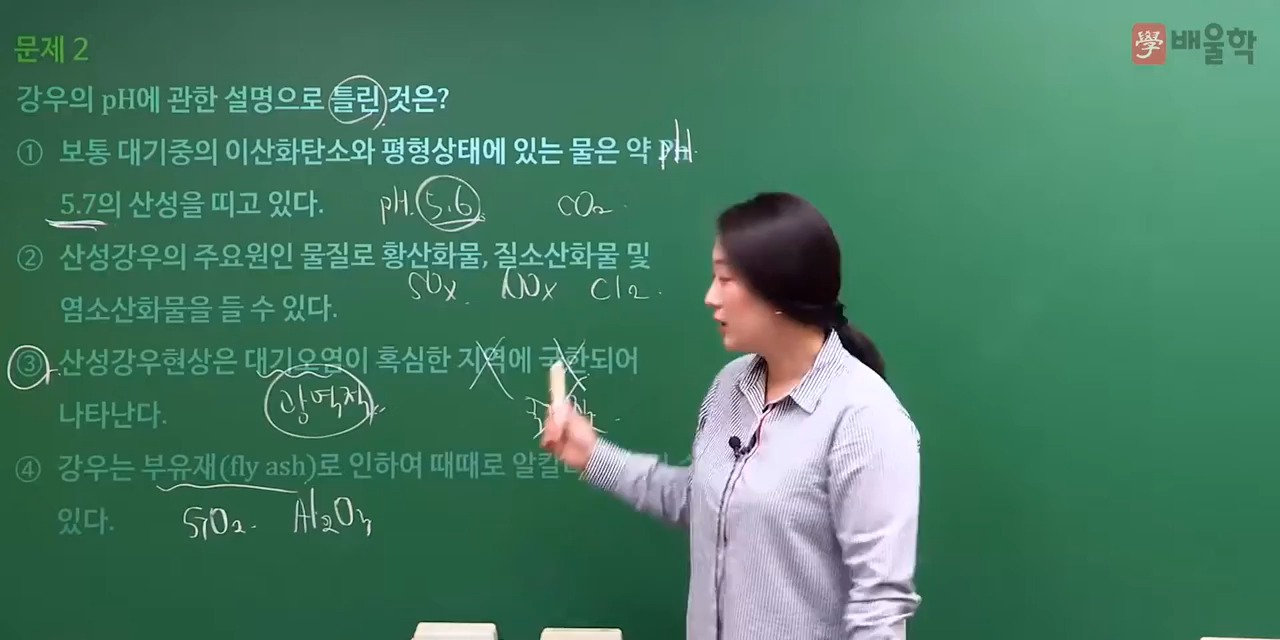 學 배울학
문제 2
강우의 pH에 관한 설명으로 틀린 것은?
① 보통 대기중의 이산화탄소와 평형상태에 있는 물은 약 pH
5.7의 산성을 띠고 있다. pH. 5.6 CO₂.
② 산성강우의 주요원인 물질로 황산화물, 질소산화물 및
SOx. NOx Cl₂.
염소산화물을 들 수 있다.
③ 산성강우현상은 대기오염이 혹심한 지역에 국한되어
나타난다. 광역적
④ 강우는 부유재(fly ash)로 인하여 때때로
있다. SiO₂. Al₂O₃